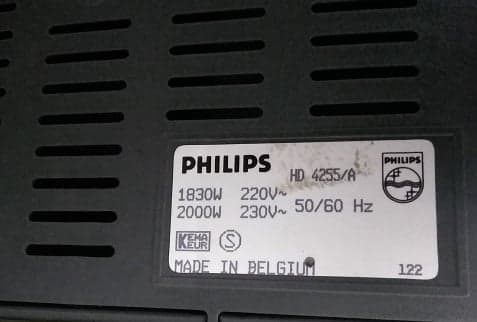 PHILIPS HD 4255/A PHILIPS
1830W 220V~
2000W 230V~ 50/60 Hz
KEMA
KEUR S
MADE IN BELGIUM 122